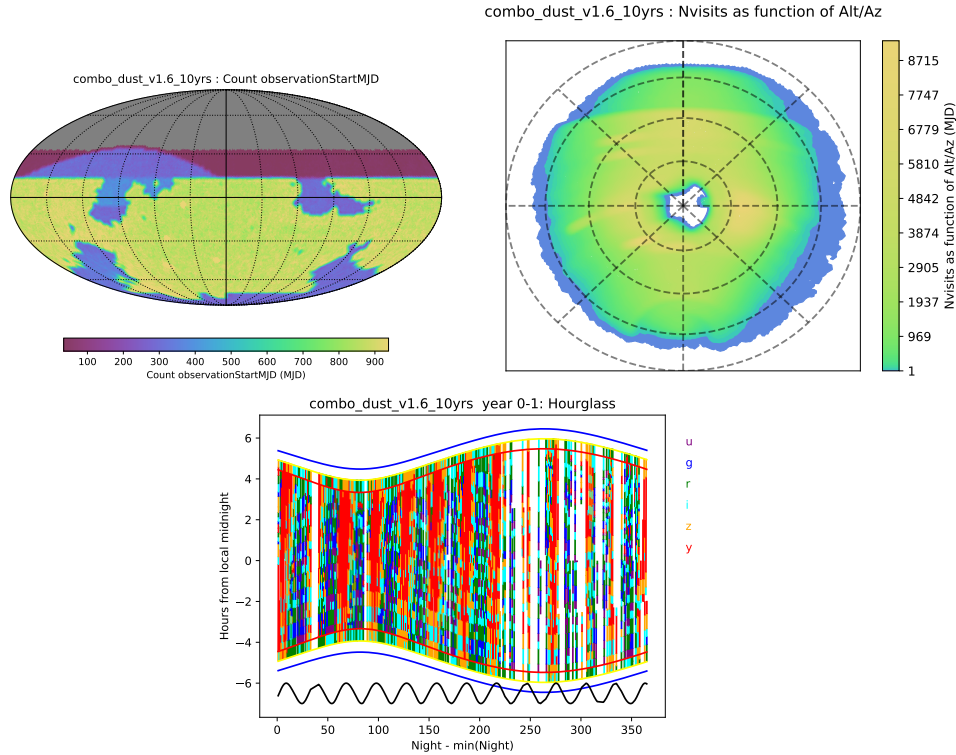 combo_dust_v1.6_10yrs : Count observationStartMJD
100 200 300 400 500 600 700 800 900
Count observationStartMJD (MJD)
combo_dust_v1.6_10yrs : Nvisits as function of Alt/Az
8715
7747
6779
5810
4842
3874
2905
1937
969
1
Nvisits as function of Alt/Az (MJD)
combo_dust_v1.6_10yrs year 0-1: Hourglass
6
4
2
0
−2
−4
−6
Hours from local midnight
0 50 100 150 200 250 300 350
Night - min(Night)
u
g
r
i
z
y